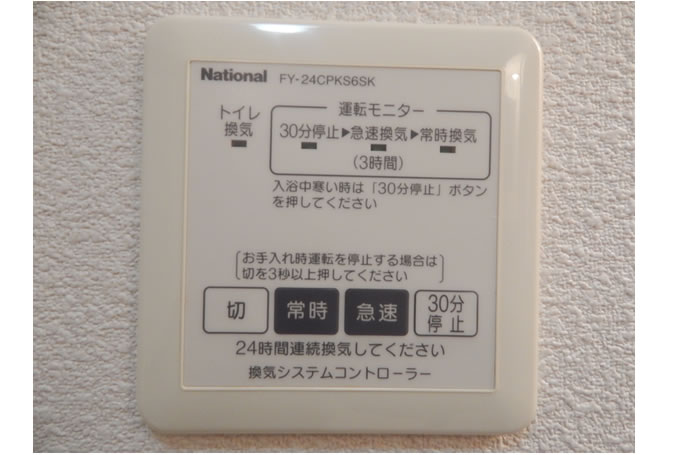 National FY-24CPKS6SK
トイレ
換気
運転モニター
30分停止▶急速換気▶常時換気
(3時間)
入浴中寒い時は「30分停止」ボタン
を押してください
お手入れ時運転を停止する場合は
切を3秒以上押してください
切 常時 急速 30分
停止
24時間連続換気してください
換気システムコントローラー